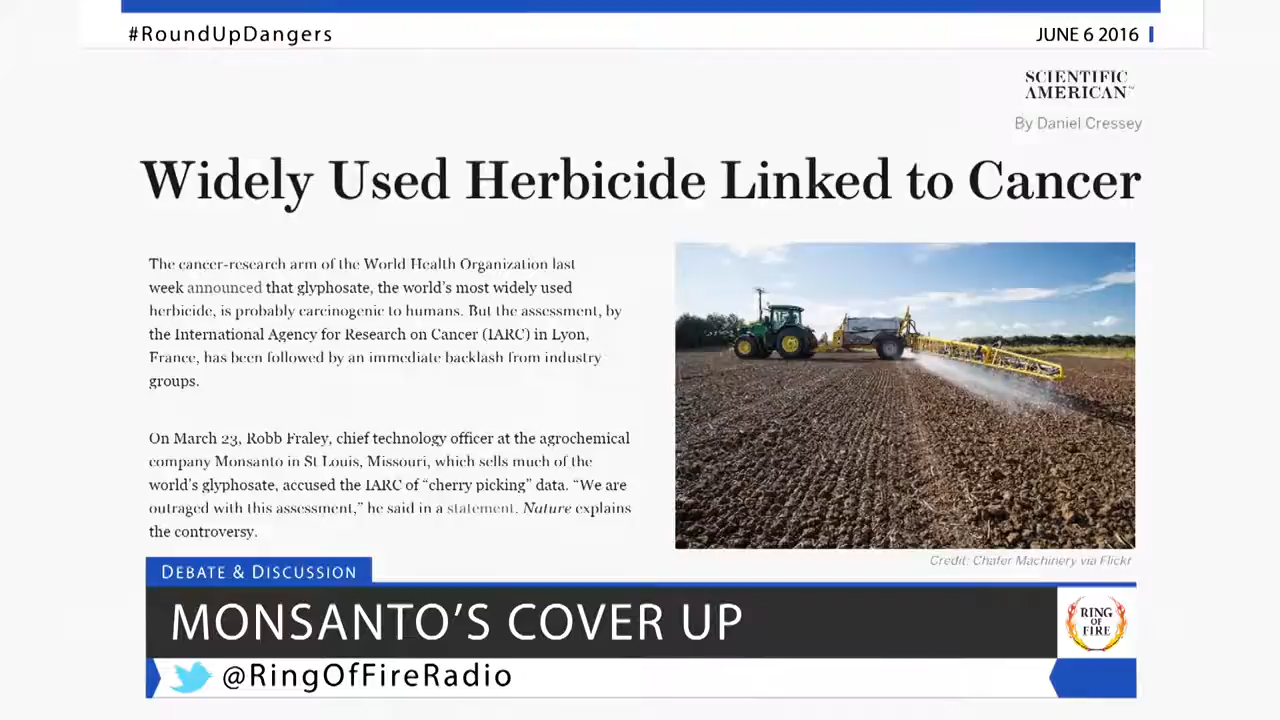 #RoundUpDangers
JUNE 6 2016
SCIENTIFIC
AMERICAN™
By Daniel Cressey
Widely Used Herbicide Linked to Cancer
The cancer-research arm of the World Health Organization last
week announced that glyphosate, the world's most widely used
herbicide, is probably carcinogenic to humans. But the assessment, by
the International Agency for Research on Cancer (IARC) in Lyon,
France, has been followed by an immediate backlash from industry
groups.
On March 23, Robb Fraley, chief technology officer at the agrochemical
company Monsanto in St Louis, Missouri, which sells much of the
world's glyphosate, accused the IARC of “cherry picking” data. “We are
outraged with this assessment,” he said in a statement. Nature explains
the controversy.
Credit: Chafer Machinery via Flickr
DEBATE & DISCUSSION
MONSANTO'S COVER UP
RING
OF
FIRE
@RingOfFireRadio